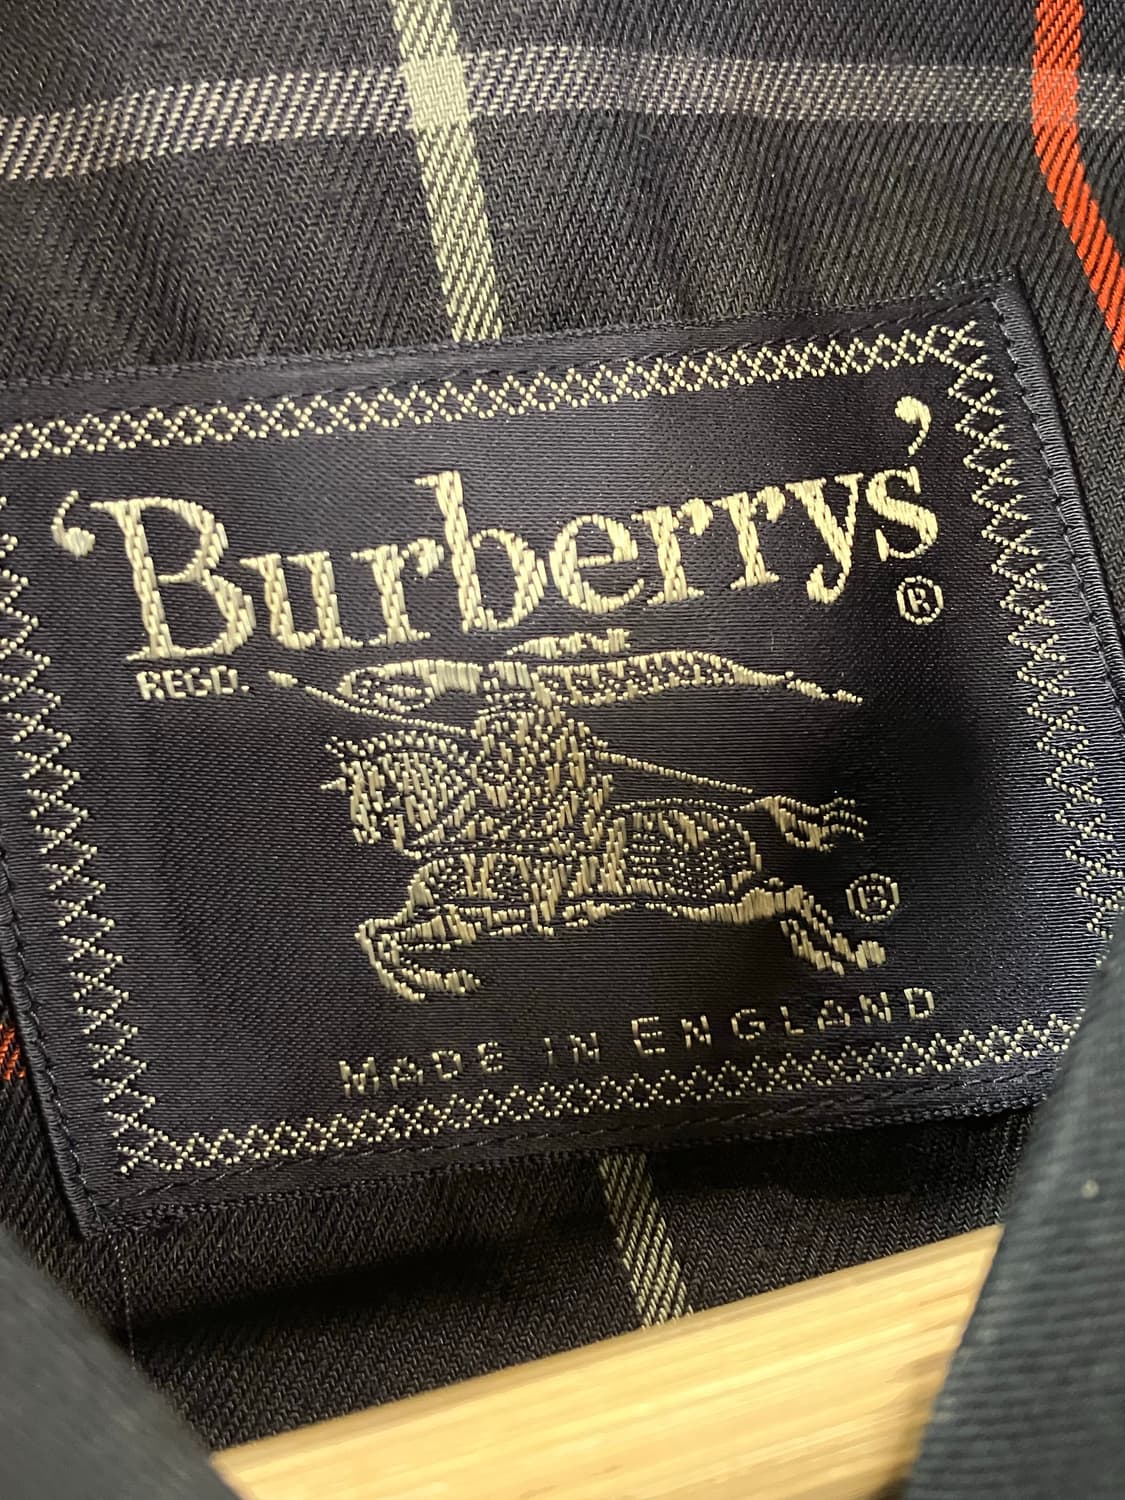 ‘Burberrys’
REGD. ®
®
MADE IN ENGLAND